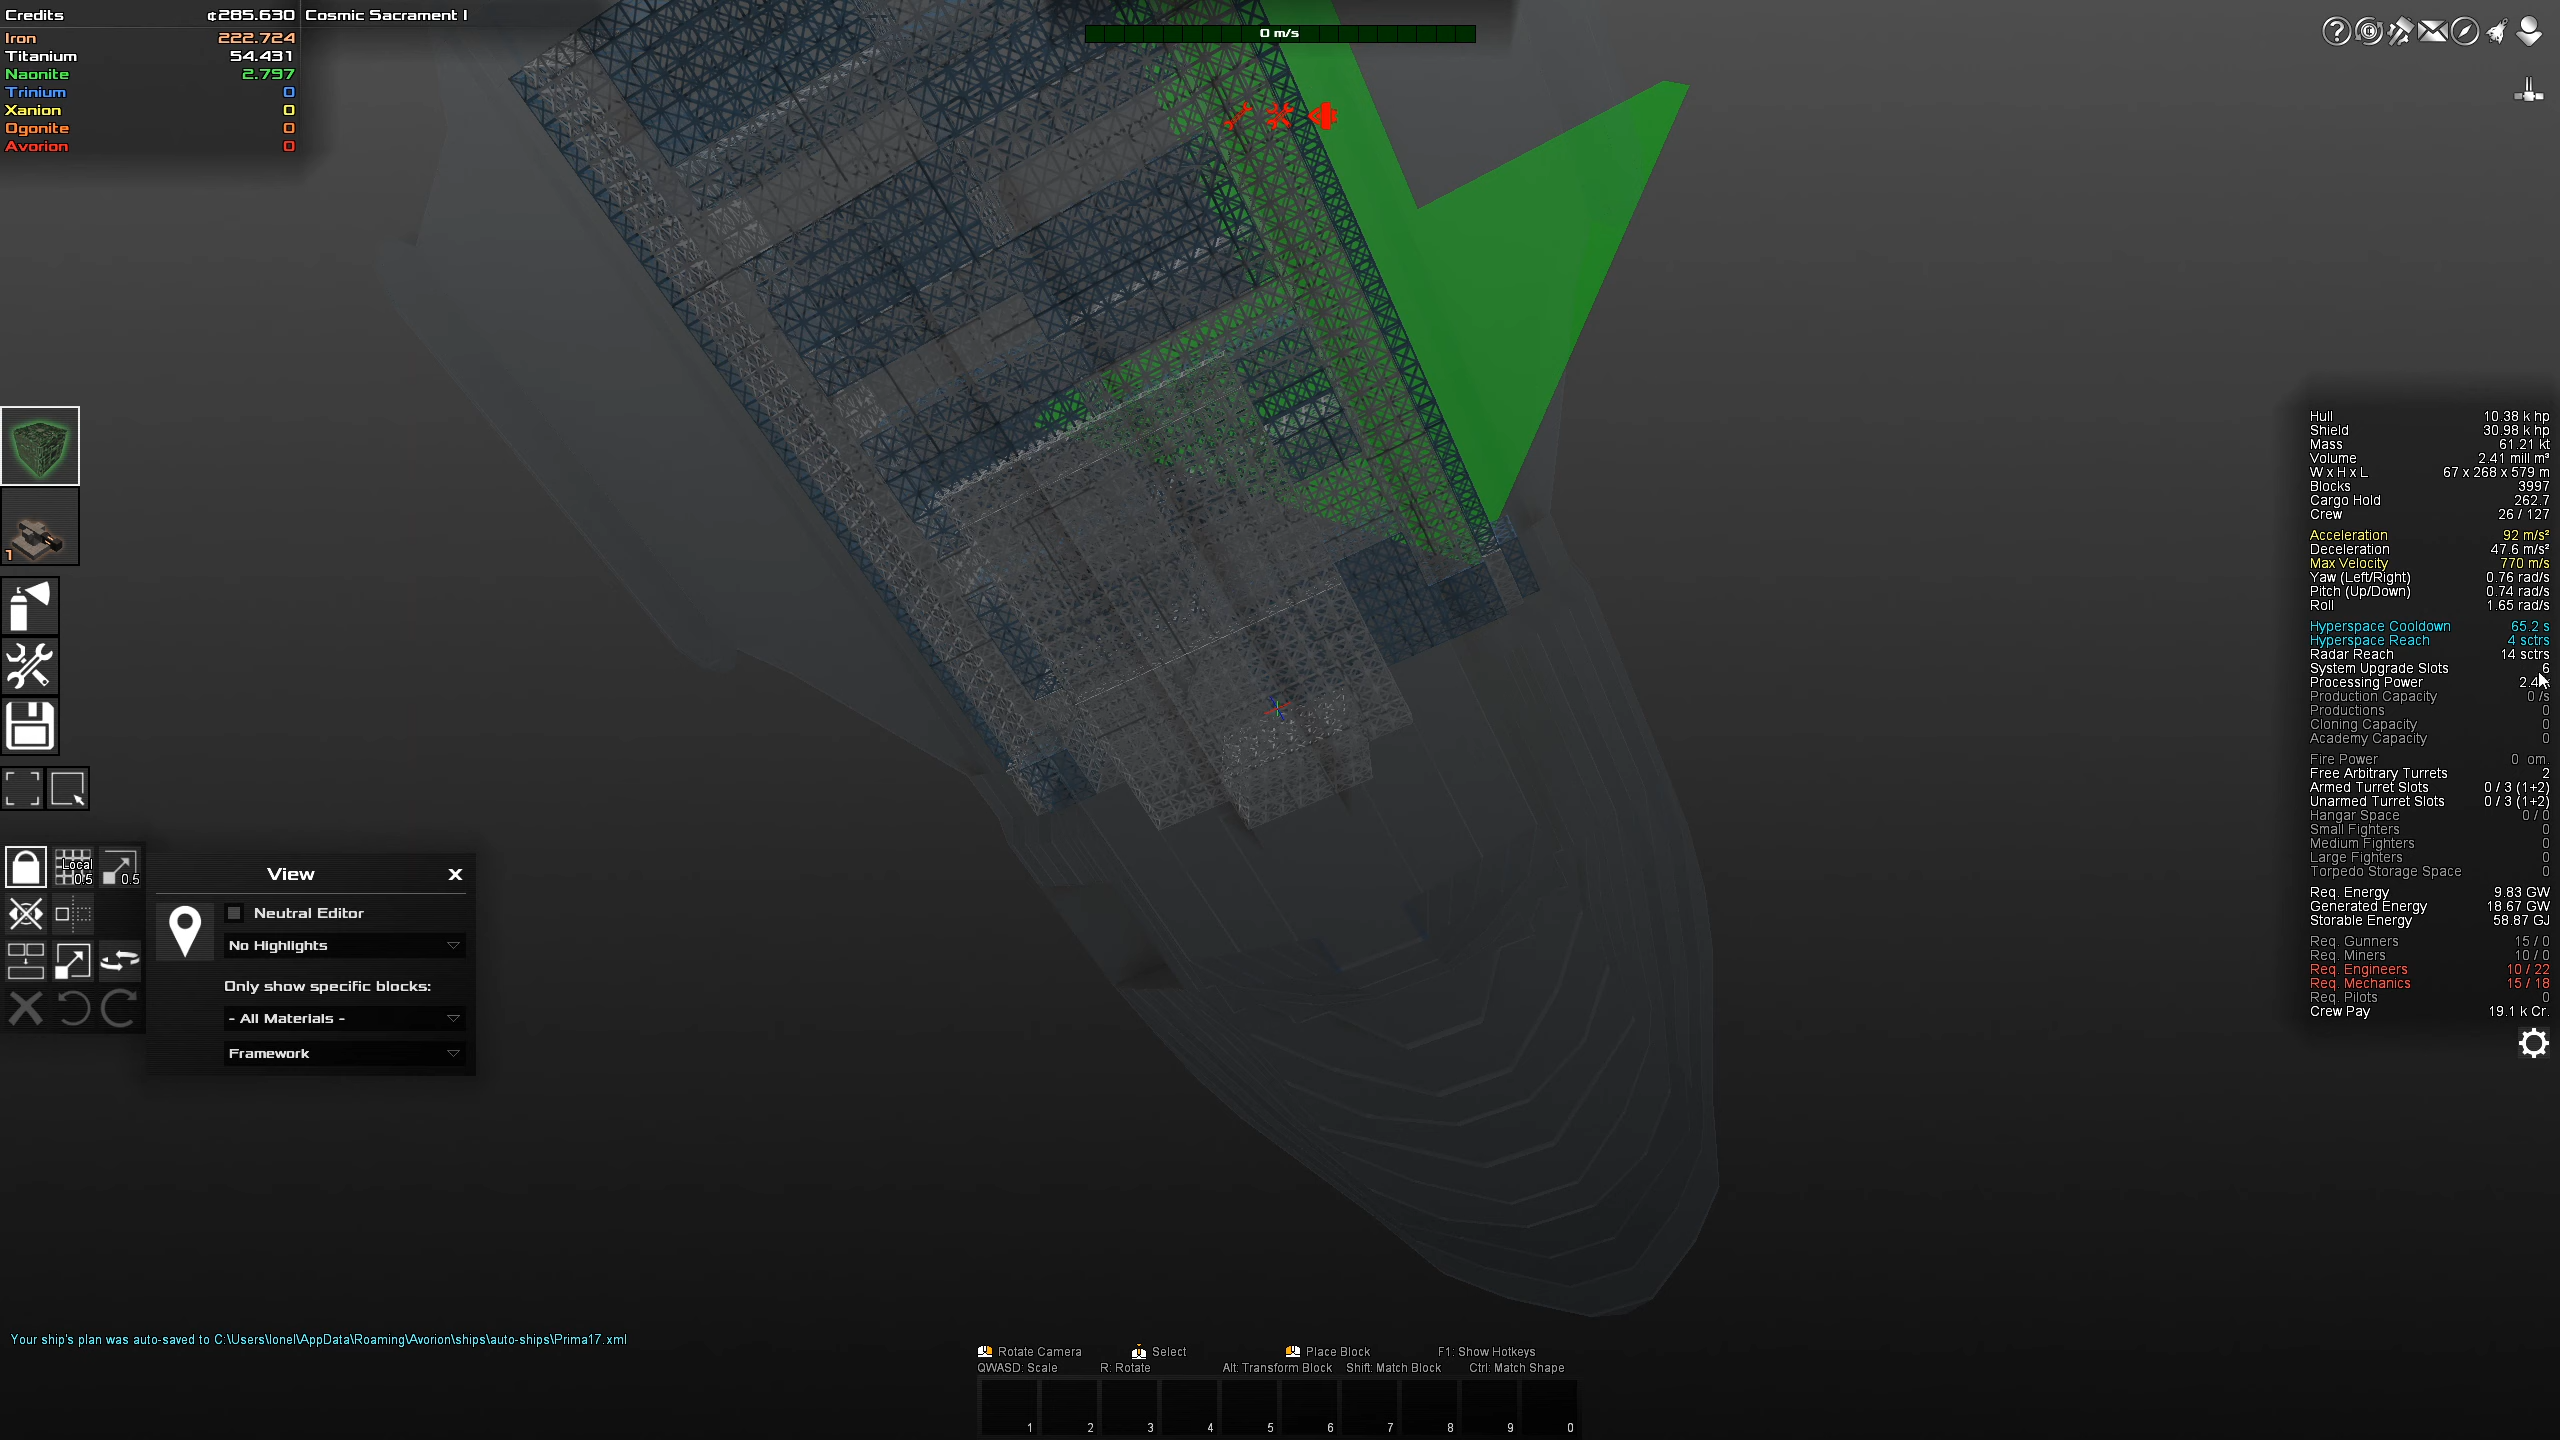 Credits ¢285.630 Cosmic Sacrament I
Iron 222.724
Titanium 54.431
Naonite 2.797
Trinium 0
Xanion 0
Ogonite 0
Avorion 0
0 m/s
1
Local
0.5 0.5
View X
Neutral Editor
No Highlights
Only show specific blocks:
- All Materials -
Framework
Hull 10.38 k hp
Shield 30.98 k hp
Mass 61.21 kt
Volume 2.41 mill m³
W x H x L 67 x 268 x 579 m
Blocks 3997
Cargo Hold 262.7
Crew 26 / 127
Acceleration 92 m/s²
Deceleration 47.6 m/s²
Max Velocity 770 m/s
Yaw (Left/Right) 0.76 rad/s
Pitch (Up/Down) 0.74 rad/s
Roll 1.65 rad/s
Hyperspace Cooldown 65.2 s
Hyperspace Reach 4 sctrs
Radar Reach 14 sctrs
System Upgrade Slots 6
Processing Power
Production Capacity 0 /s
Productions 0
Cloning Capacity 0
Academy Capacity 0
Fire Power 0 om.
Free Arbitrary Turrets 2
Armed Turret Slots 0 / 3 (1+2)
Unarmed Turret Slots 0 / 3 (1+2)
Hangar Space 0 / 0
Small Fighters 0
Medium Fighters 0
Large Fighters 0
Torpedo Storage Space 0
Req. Energy 9.83 GW
Generated Energy 18.67 GW
Storable Energy 58.87 GJ
Req. Gunners 15 / 0
Req. Miners 10 / 0
Req. Engineers 10 / 22
Req. Mechanics 15 / 18
Req. Pilots 0
Crew Pay 19.1 k Cr.
Your ship's plan was auto-saved to C:\Users\Ionel\AppData\Roaming\Avorion\ships\auto-ships\Prima17.xml
Rotate Camera Select Place Block F1: Show Hotkeys
QWASD: Scale R: Rotate Alt: Transform Block Shift: Match Block Ctrl: Match Shape
1 2 3 4 5 6 7 8 9 0